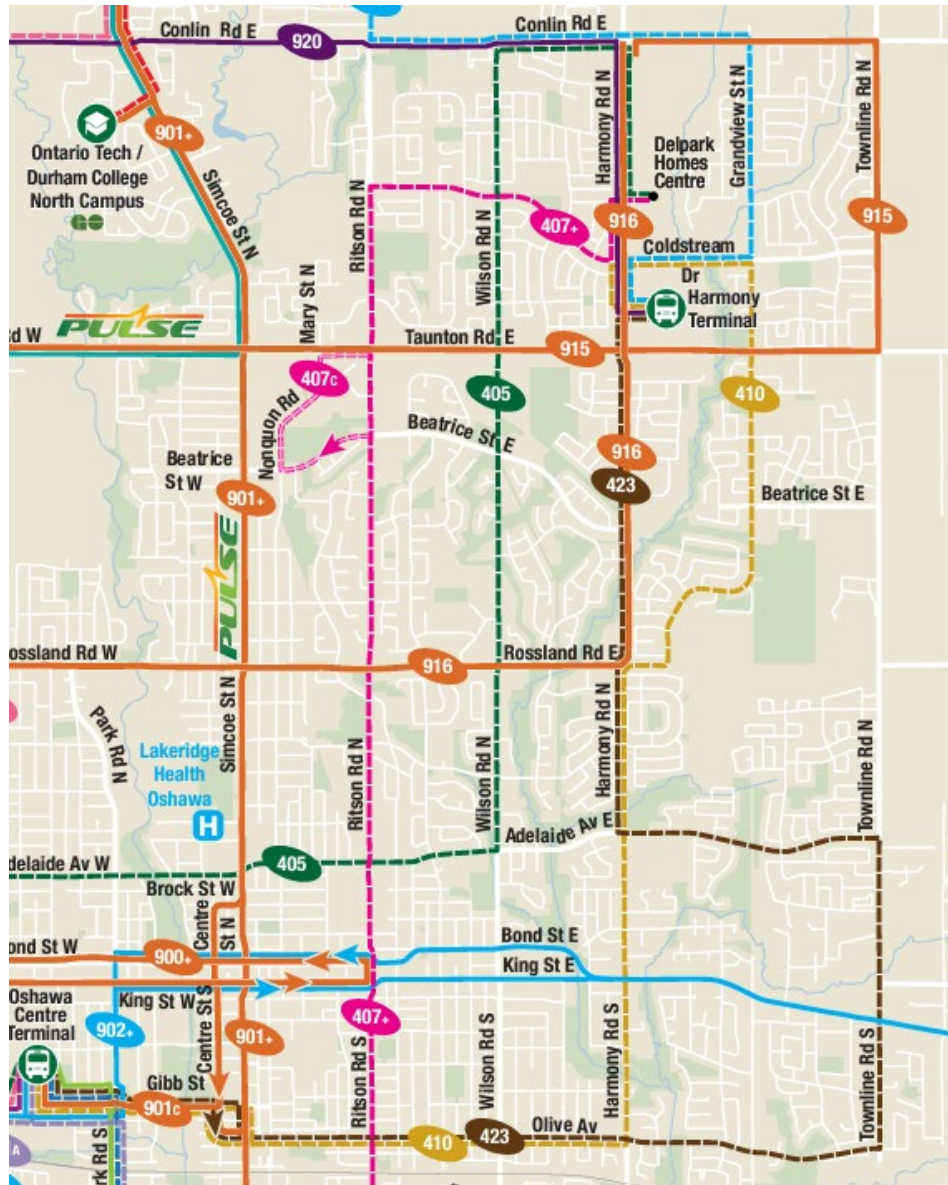 Conlin Rd E
920
Conlin Rd E
901+
Ontario Tech /
Durham College
North Campus
Simcoe St N
Ritson Rd N
Wilson Rd N
Harmony Rd N
Delpark
Homes
Centre
Grandview St N
Townline Rd N
407+
916
915
Coldstream
Dr
Harmony
Terminal
Mary St N
PULSE
Rd W
Taunton Rd E
915
407C
405
410
Nonquon Rd
Beatrice St E
916
423
Beatrice
St W
901+
Beatrice St E
PULSE
Rossland Rd W
916
Rossland Rd E
Park Rd N
Simcoe St N
Lakeridge
Health
Oshawa
H
Ritson Rd N
Wilson Rd N
Harmony Rd N
Townline Rd N
Adelaide Av E
delaide Av W
405
Brock St W
Centre
St N
ond St W
900+
Bond St E
King St E
Oshawa
Centre
Terminal
King St W
902+
Centre St S
901+
407+
Ritson Rd S
Wilson Rd S
Harmony Rd S
Townline Rd S
Gibb St
901C
410
423
Olive Av
A
rk Rd S